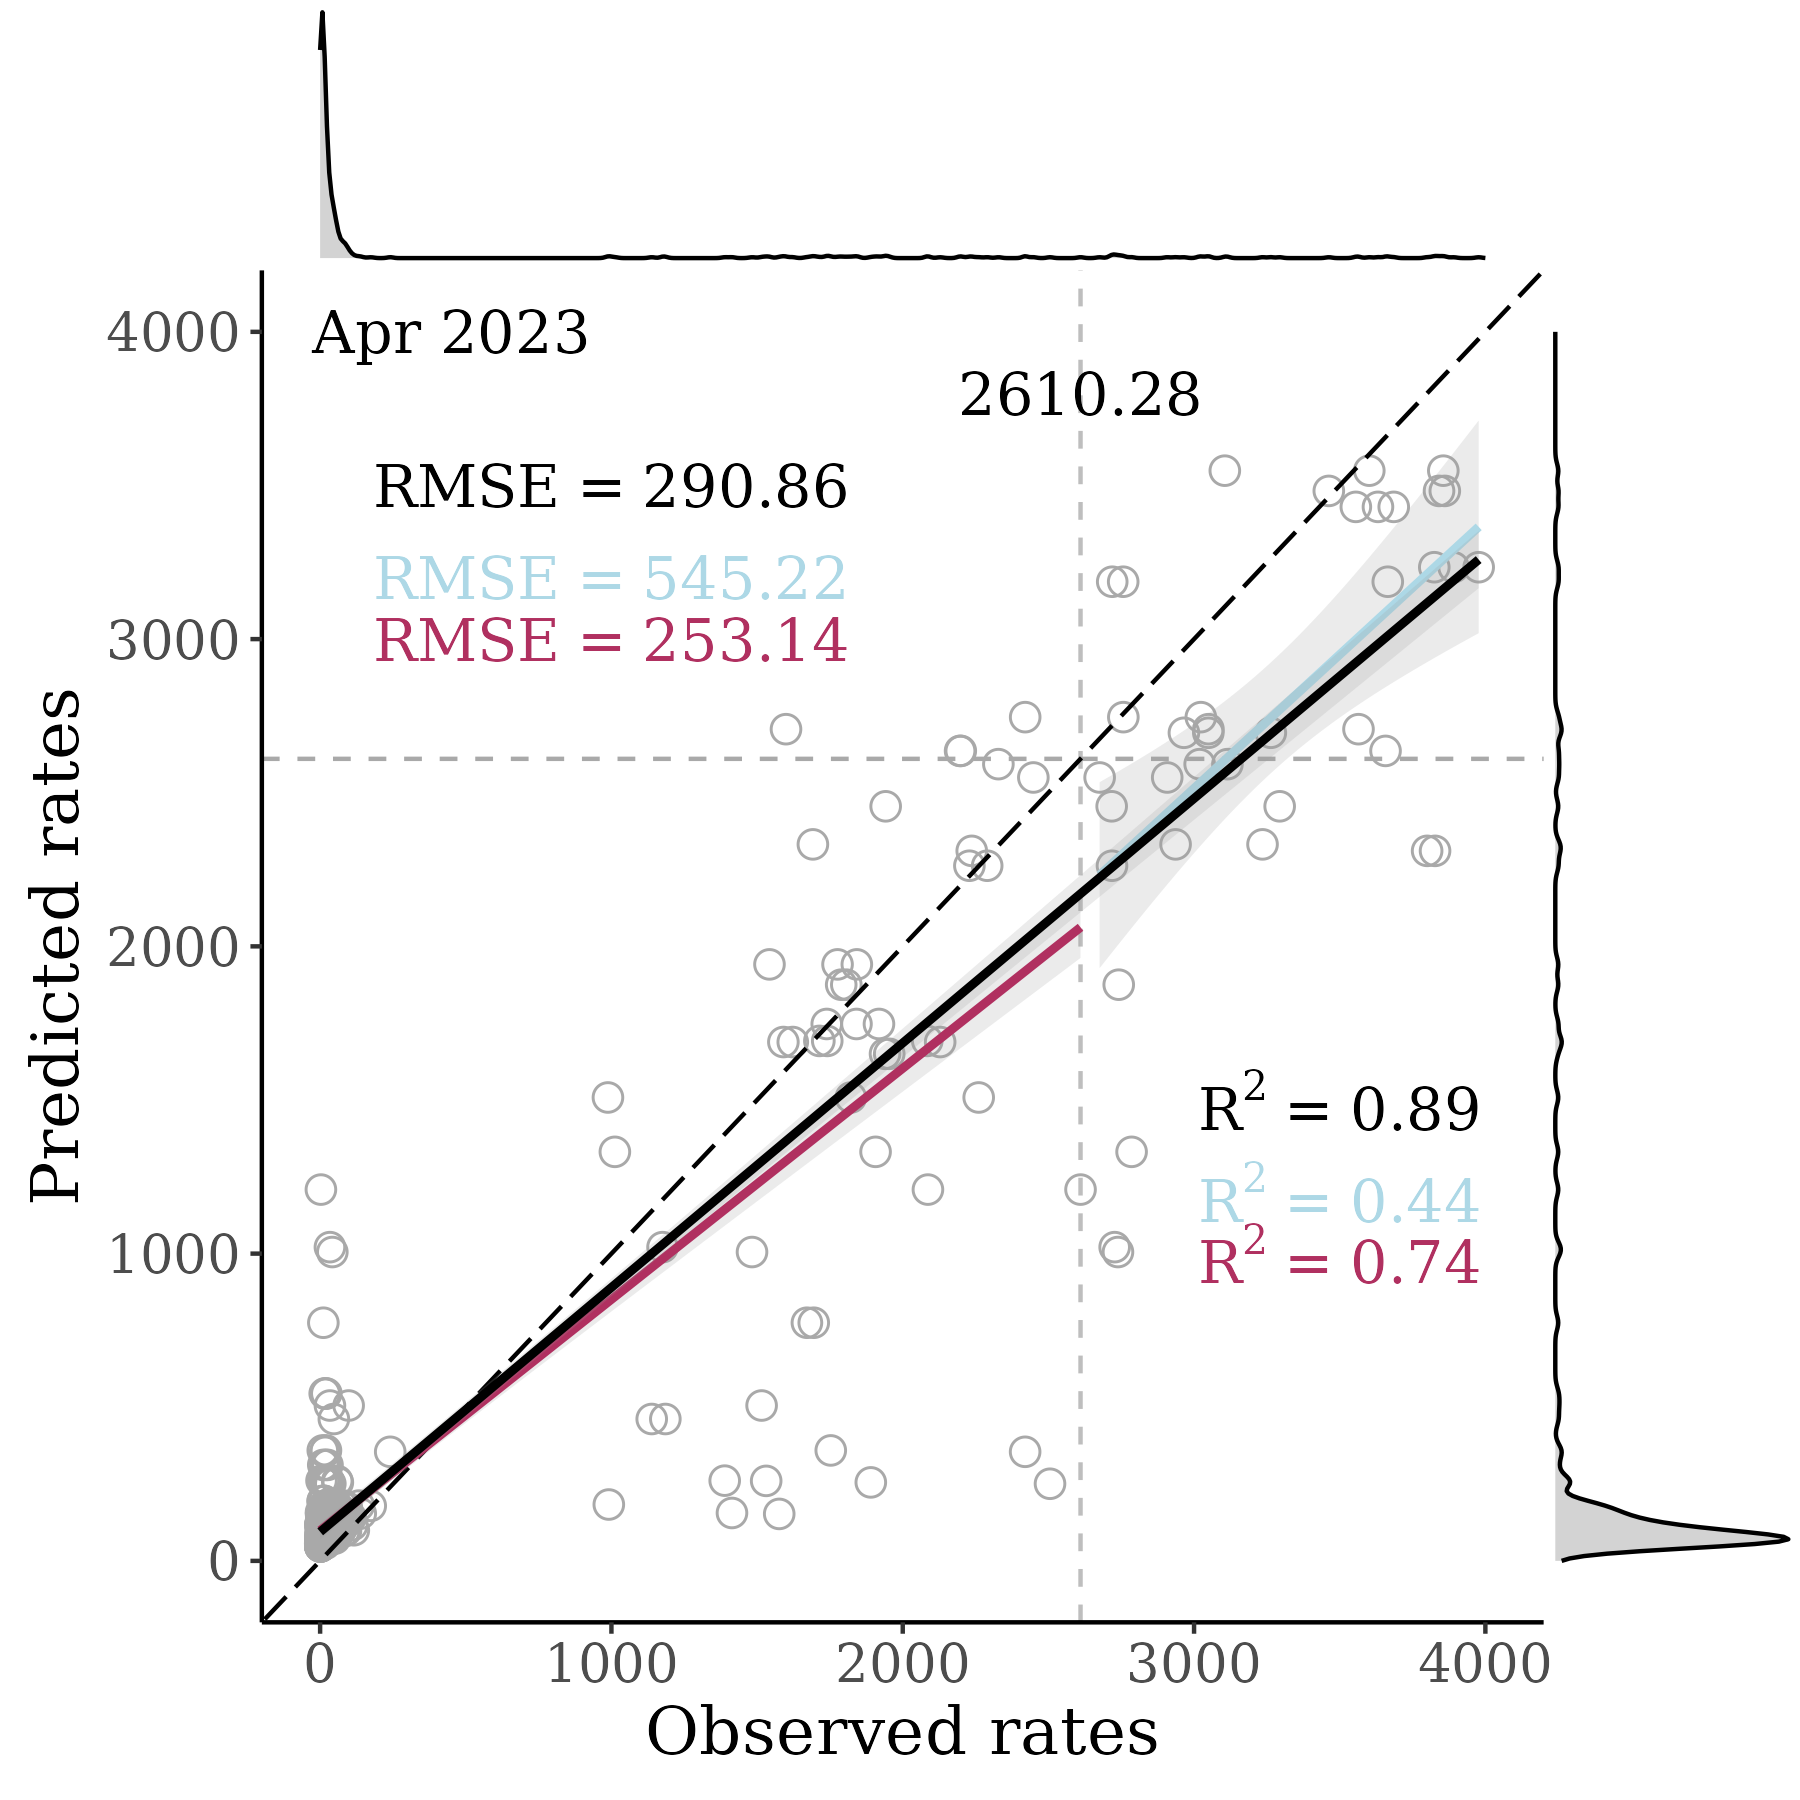 Apr 2023
2610.28
RMSE = 290.86
RMSE = 545.22
RMSE = 253.14
R² = 0.89
R² = 0.44
R² = 0.74
4000
3000
2000
1000
0
Predicted rates
0 1000 2000 3000 4000
Observed rates